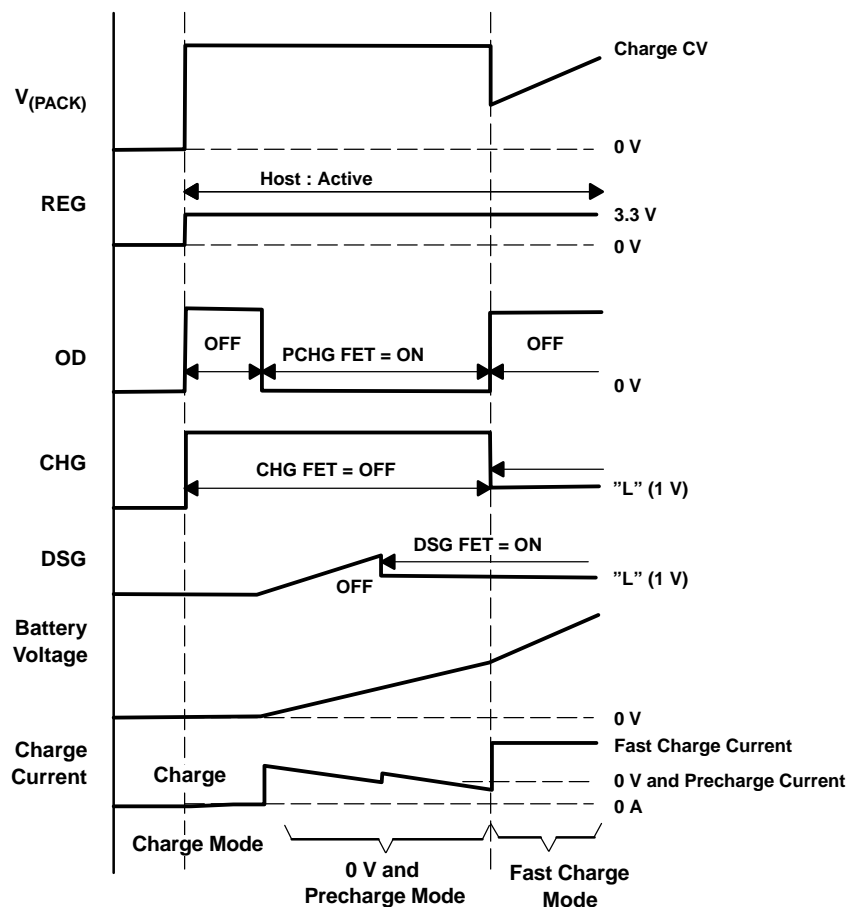 Charge CV
V(PACK)
0 V
Host : Active
REG
3.3 V
0 V
OFF
PCHG FET = ON
OFF
OD
0 V
CHG
CHG FET = OFF
”L” (1 V)
DSG FET = ON
DSG
OFF
”L” (1 V)
Battery
Voltage
0 V
Fast Charge Current
Charge
Current
Charge
0 V and Precharge Current
0 A
Charge Mode
0 V and
Precharge Mode
Fast Charge
Mode